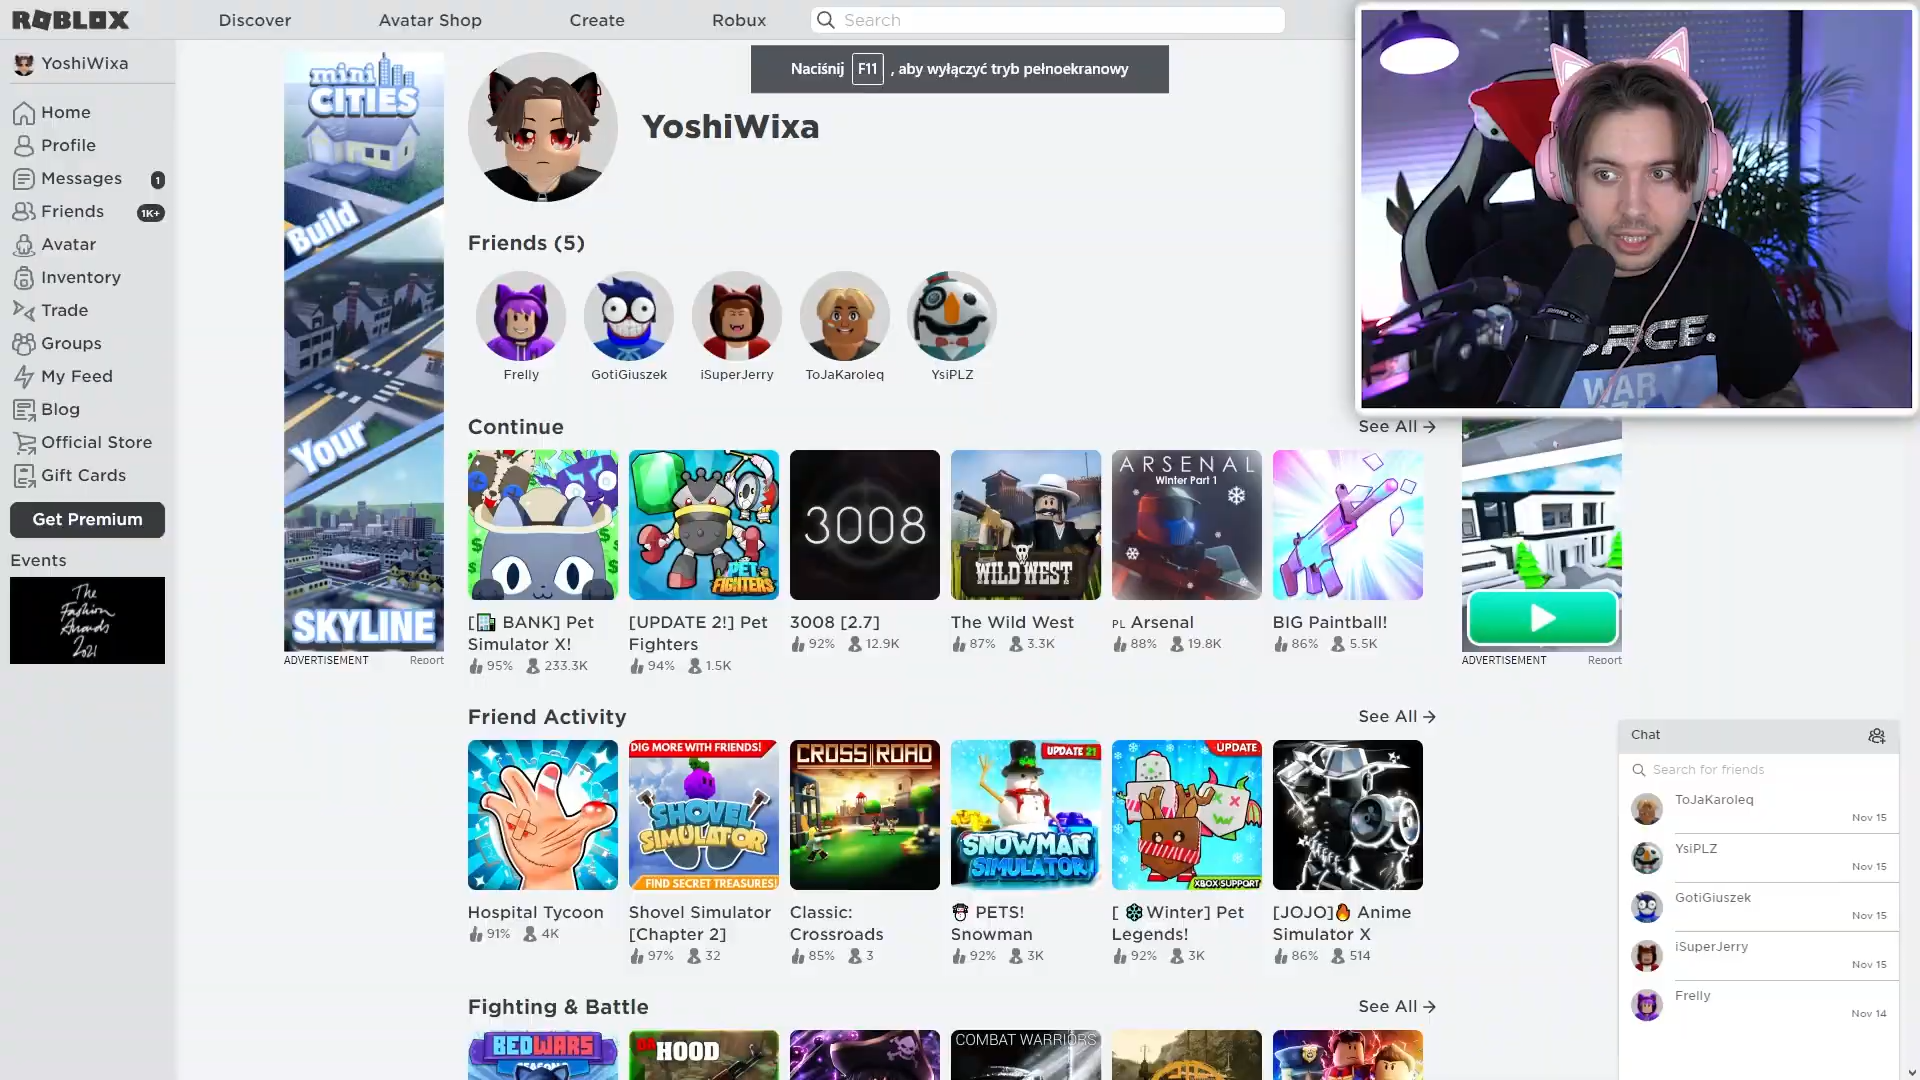 ROBLOX
Discover
Avatar Shop
Create
Robux
Search
Naciśnij F11 , aby wyłączyć tryb pełnoekranowy
YoshiWixa
Home
Profile
Messages 1
Friends 1K+
Avatar
Inventory
Trade
Groups
My Feed
Blog
Official Store
Gift Cards
Get Premium
Events
The
Fashion
Awards
2021
mini
CITIES
Build
Your
SKYLINE
ADVERTISEMENT Report
YoshiWixa
Friends (5)
Frelly
GotiGiuszek
iSuperJerry
ToJaKaroleq
YsiPLZ
WAR
Continue
See All
PET
FIGHTERS
3008
WILD WEST
ARSENAL
Winter Part 1
[🏦 BANK] Pet
Simulator X!
95% 233.3K
[UPDATE 2!] Pet
Fighters
94% 1.5K
3008 [2.7]
92% 12.9K
The Wild West
87% 3.3K
PL Arsenal
88% 19.8K
BIG Paintball!
86% 5.5K
ADVERTISEMENT Report
Friend Activity
See All
DIG MORE WITH FRIENDS!
SHOVEL
SIMULATOR
FIND SECRET TREASURES!
CROSSROAD
UPDATE 21
SNOWMAN
SIMULATOR
UPDATE
XBOX SUPPORT
Hospital Tycoon
91% 4K
Shovel Simulator
[Chapter 2]
97% 32
Classic:
Crossroads
85% 3
☃ PETS!
Snowman
92% 3K
[ ❄Winter] Pet
Legends!
92% 3K
[JOJO]🔥 Anime
Simulator X
86% 514
Fighting & Battle
See All
BEDWARS
DA HOOD
COMBAT WARRIORS
Chat
Search for friends
ToJaKaroleq
Nov 15
YsiPLZ
Nov 15
GotiGiuszek
Nov 15
iSuperJerry
Nov 15
Frelly
Nov 14